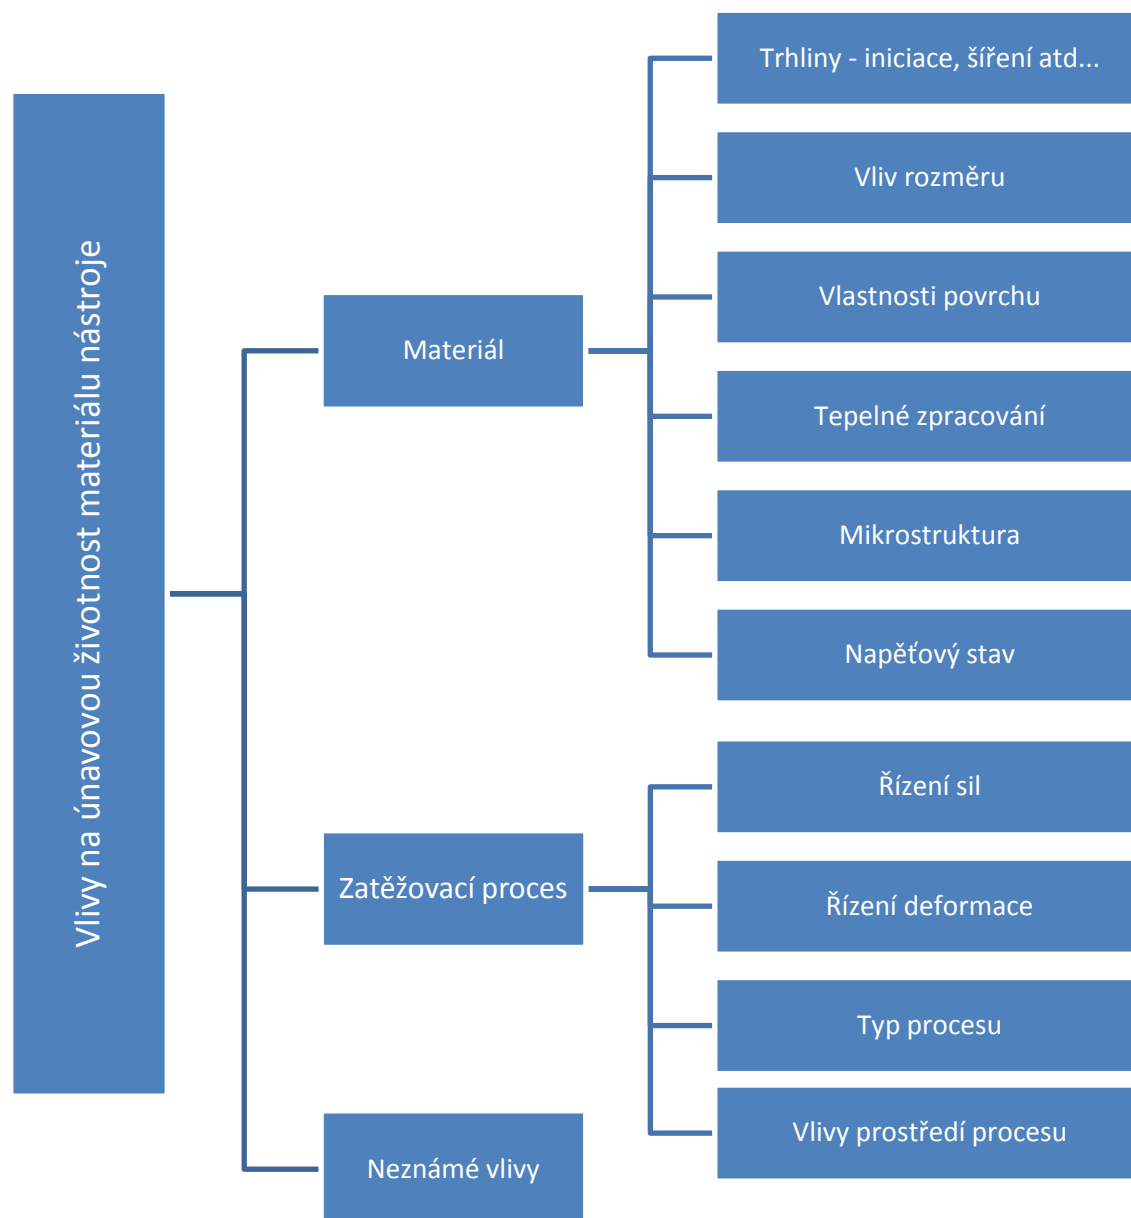 Vlivy na únavovou životnost materiálu nástroje
Materiál
Trhliny - iniciace, šíření atd...
Vliv rozměru
Vlastnosti povrchu
Tepelné zpracování
Mikrostruktura
Napěťový stav
Zatěžovací proces
Řízení sil
Řízení deformace
Typ procesu
Vlivy prostředí procesu
Neznámé vlivy